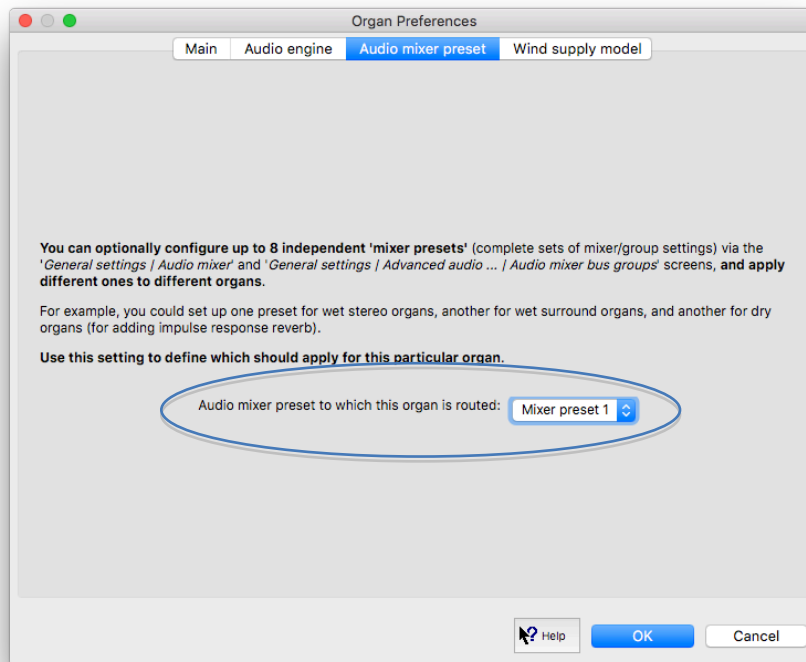 Organ Preferences
Main Audio engine Audio mixer preset Wind supply model
You can optionally configure up to 8 independent 'mixer presets' (complete sets of mixer/group settings) via the
'General settings | Audio mixer' and 'General settings | Advanced audio ... | Audio mixer bus groups' screens, and apply
different ones to different organs.
For example, you could set up one preset for wet stereo organs, another for wet surround organs, and another for dry
organs (for adding impulse response reverb).
Use this setting to define which should apply for this particular organ.
Audio mixer preset to which this organ is routed: Mixer preset 1
? Help OK Cancel